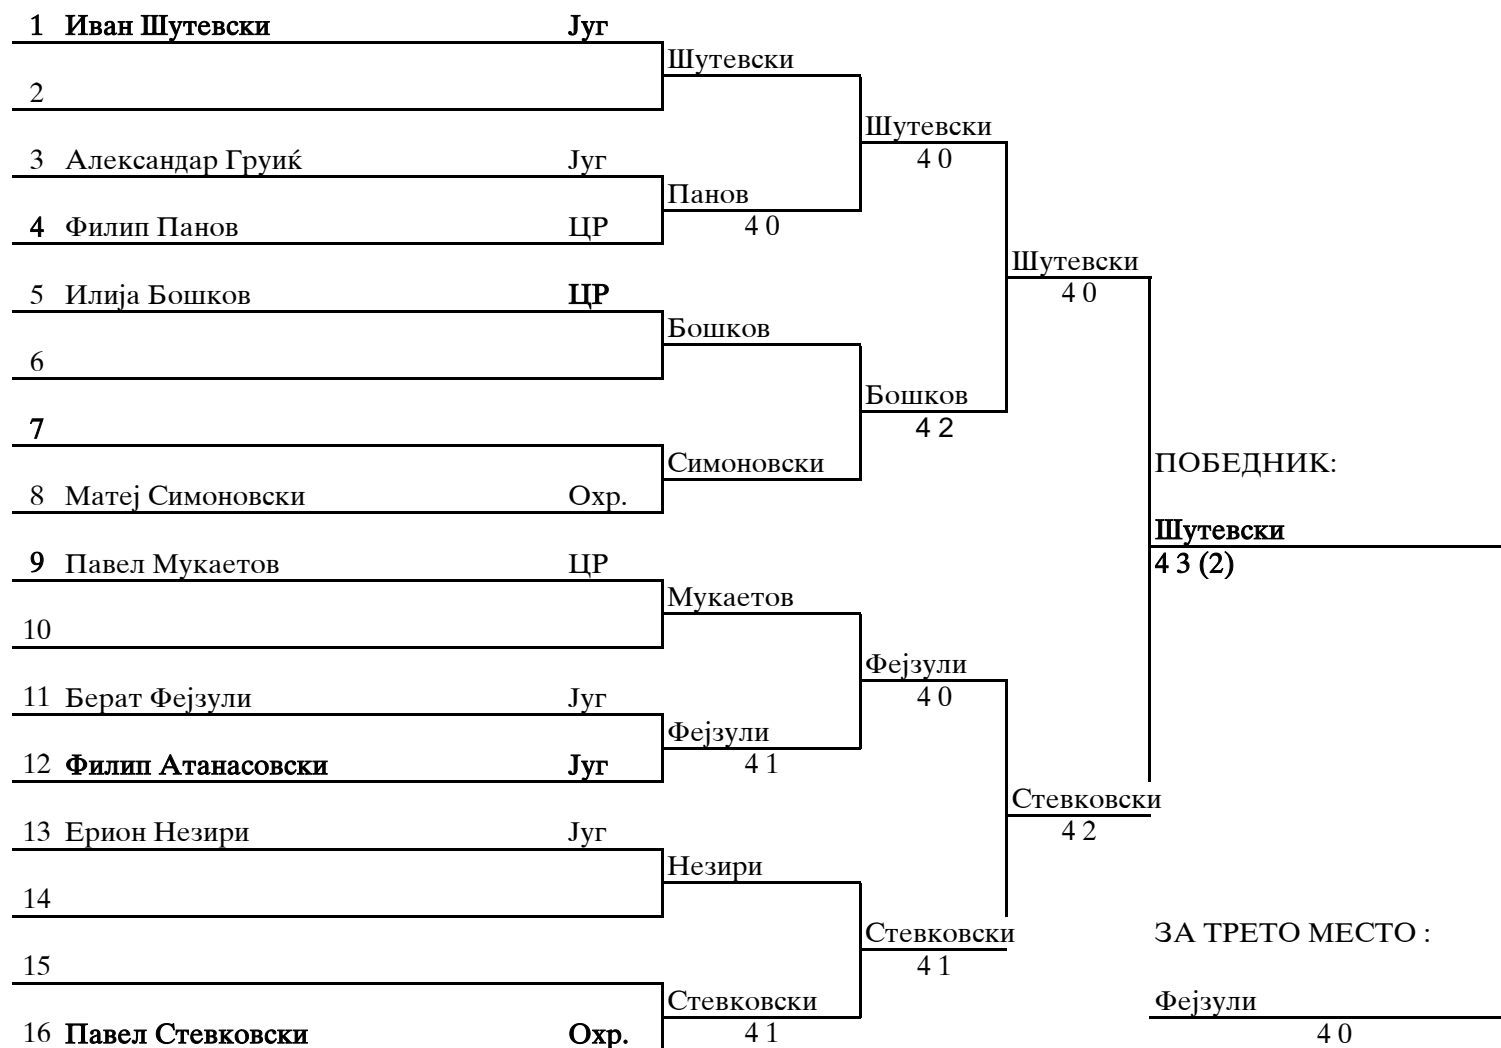 1 Иван Шутевски Југ
Шутевски
2
Шутевски
4 0
3 Александар Груиќ Југ
Панов
4 0
4 Филип Панов ЦР
Шутевски
4 0
5 Илија Бошков ЦР
Бошков
6
Бошков
4 2
7
Симоновски
8 Матеј Симоновски Охр.
ПОБЕДНИК:
Шутевски
4 3 (2)
9 Павел Мукаетов ЦР
Мукаетов
10
Фејзули
4 0
11 Берат Фејзули Југ
Фејзули
4 1
12 Филип Атанасовски Југ
Стевковски
4 2
13 Ерион Незири Југ
Незири
14
Стевковски
4 1
15
Стевковски
4 1
16 Павел Стевковски Охр.
ЗА ТРЕТО МЕСТО :
Фејзули
4 0